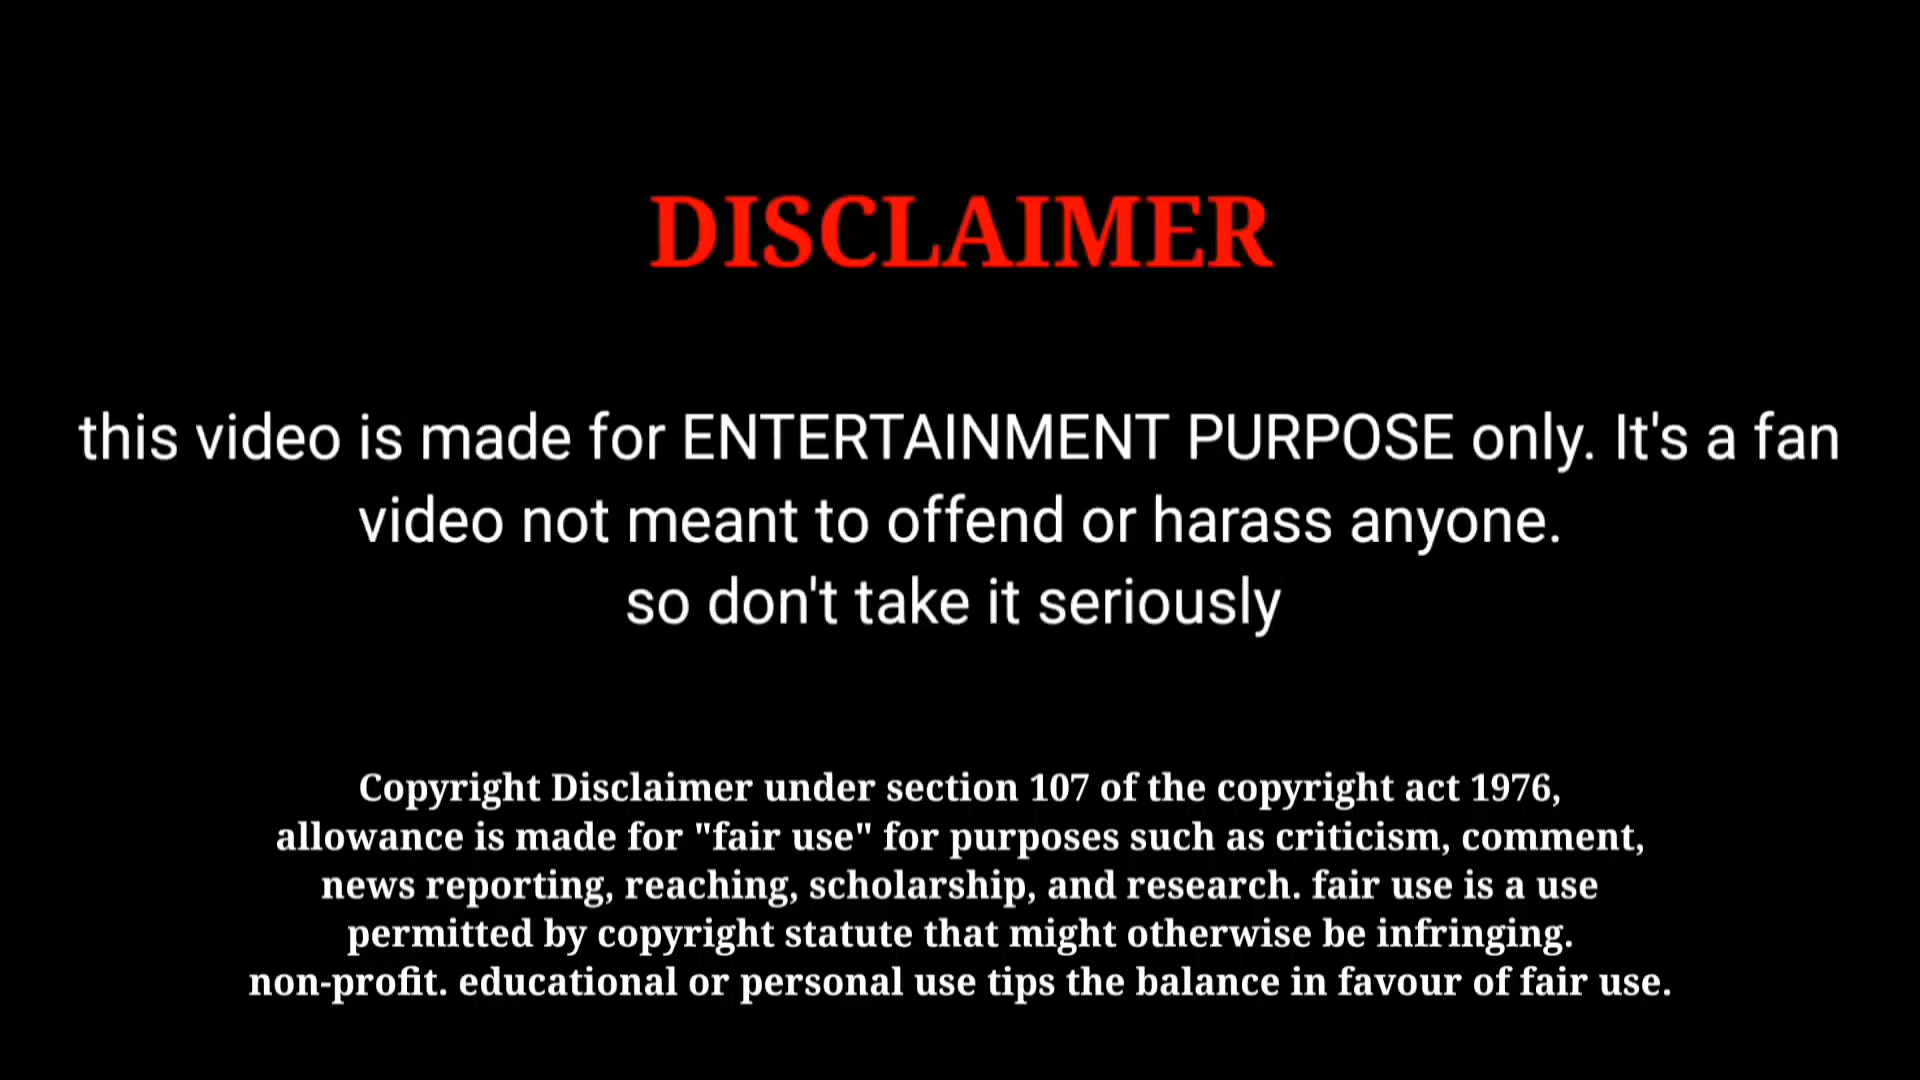 DISCLAIMER
this video is made for ENTERTAINMENT PURPOSE only. It's a fan
video not meant to offend or harass anyone.
so don't take it seriously
Copyright Disclaimer under section 107 of the copyright act 1976,
allowance is made for "fair use" for purposes such as criticism, comment,
news reporting, reaching, scholarship, and research. fair use is a use
permitted by copyright statute that might otherwise be infringing.
non-profit. educational or personal use tips the balance in favour of fair use.